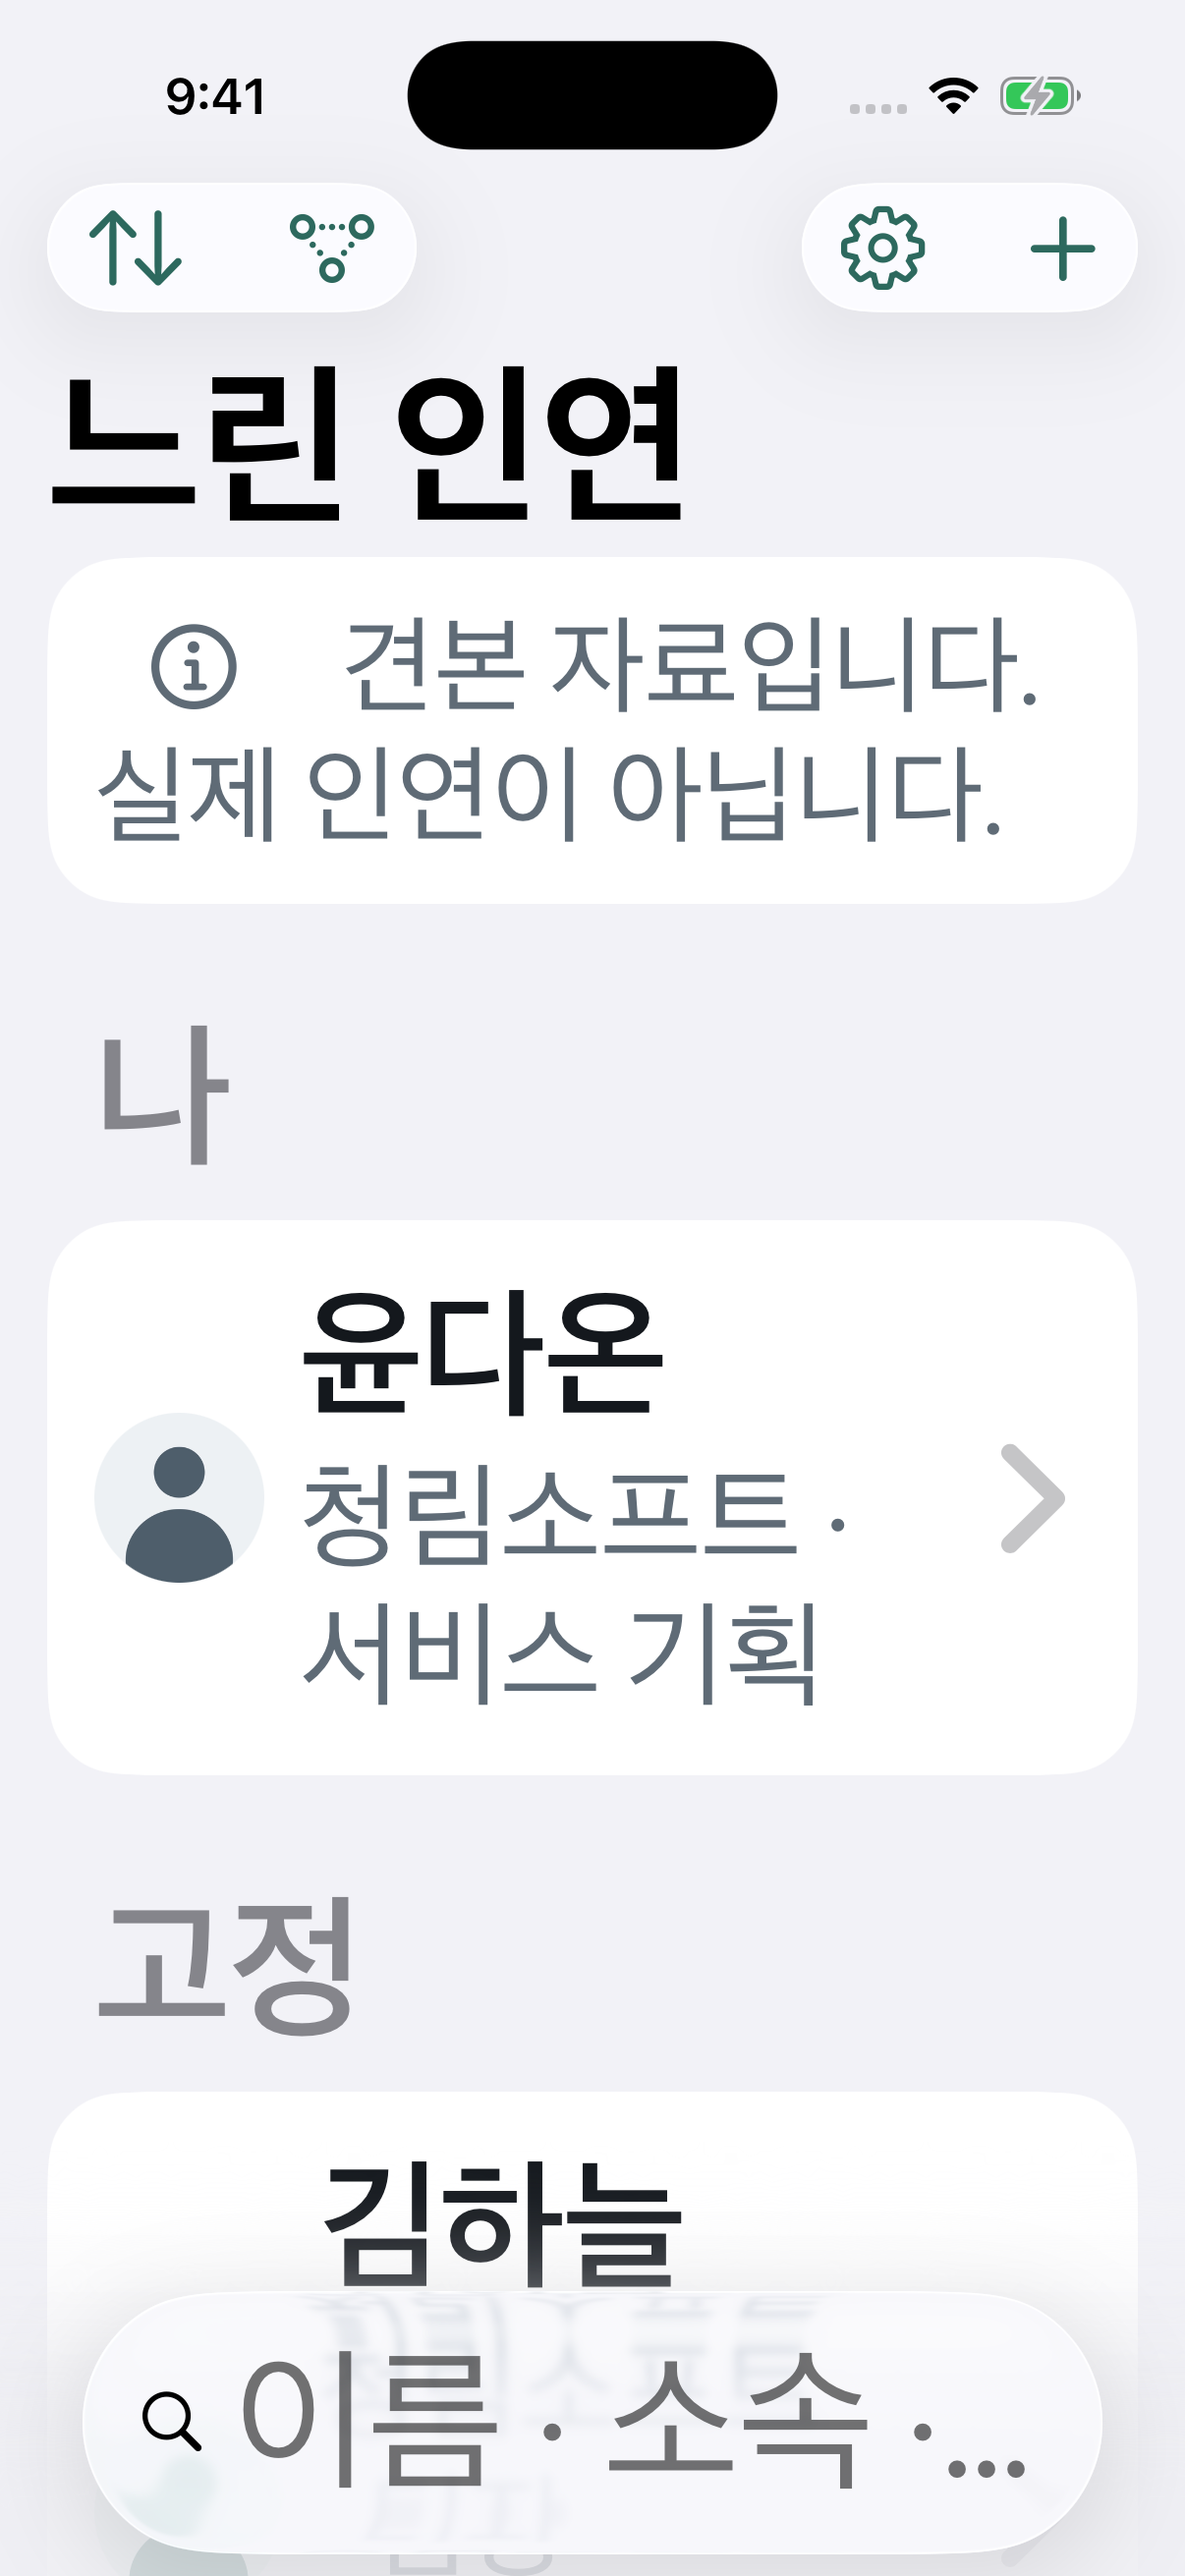 9:41
느린 인연
견본 자료입니다.
실제 인연이 아닙니다.
나
윤다온
청림소프트 ·
서비스 기획
고정
김하늘
이름 · 소속 ·...